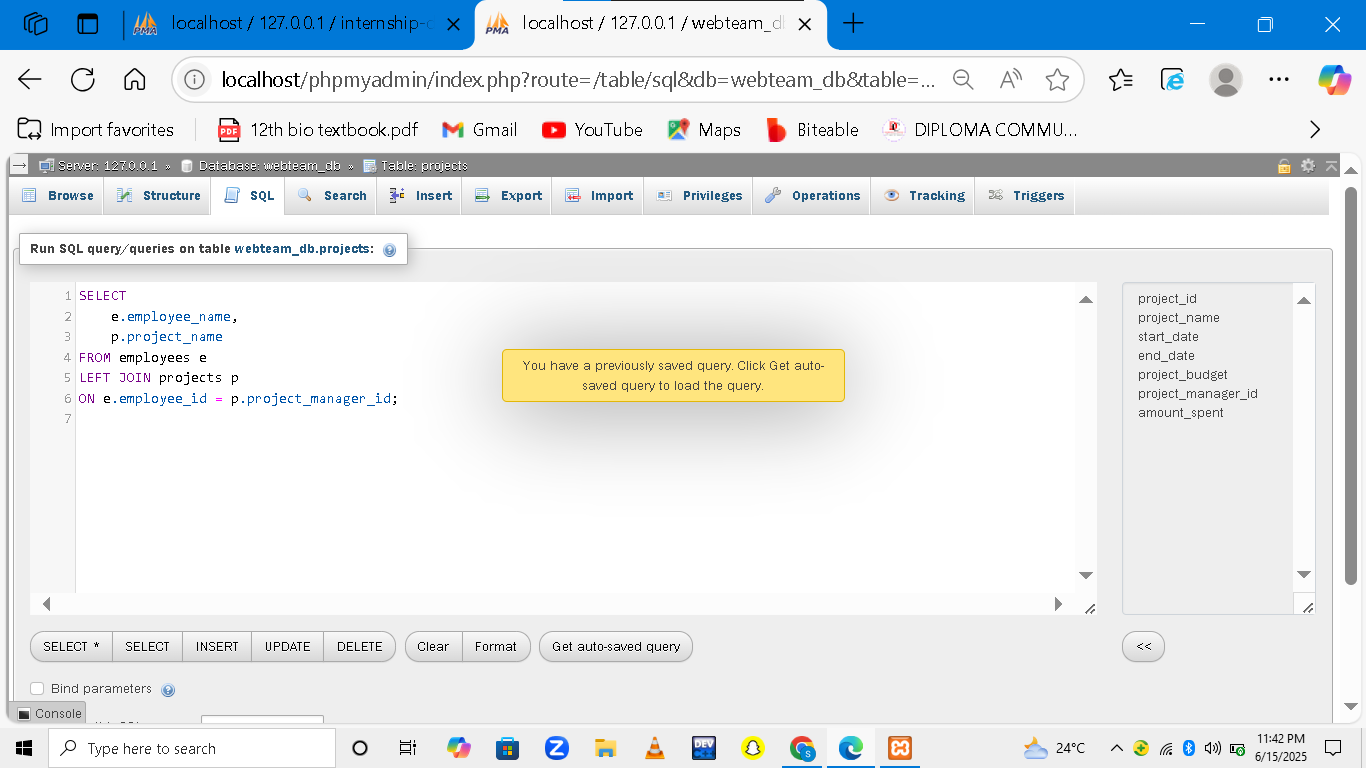 localhost / 127.0.0.1 / internship-c
localhost / 127.0.0.1 / webteam_db
localhost/phpmyadmin/index.php?route=/table/sql&db=webteam_db&table=...
Import favorites
PDF
12th bio textbook.pdf
Gmail
YouTube
Maps
Biteable
DIPLOMA COMMU...
Server: 127.0.0.1 » Database: webteam_db » Table: projects
Browse
Structure
SQL
Search
Insert
Export
Import
Privileges
Operations
Tracking
Triggers
Run SQL query/queries on table webteam_db.projects:
1 SELECT
2 e.employee_name,
3 p.project_name
4 FROM employees e
5 LEFT JOIN projects p
6 ON e.employee_id = p.project_manager_id;
7
You have a previously saved query. Click Get auto-
saved query to load the query.
project_id
project_name
start_date
end_date
project_budget
project_manager_id
amount_spent
SELECT *
SELECT
INSERT
UPDATE
DELETE
Clear
Format
Get auto-saved query
<<
Bind parameters
Console
Type here to search
24°C
11:42 PM
6/15/2025